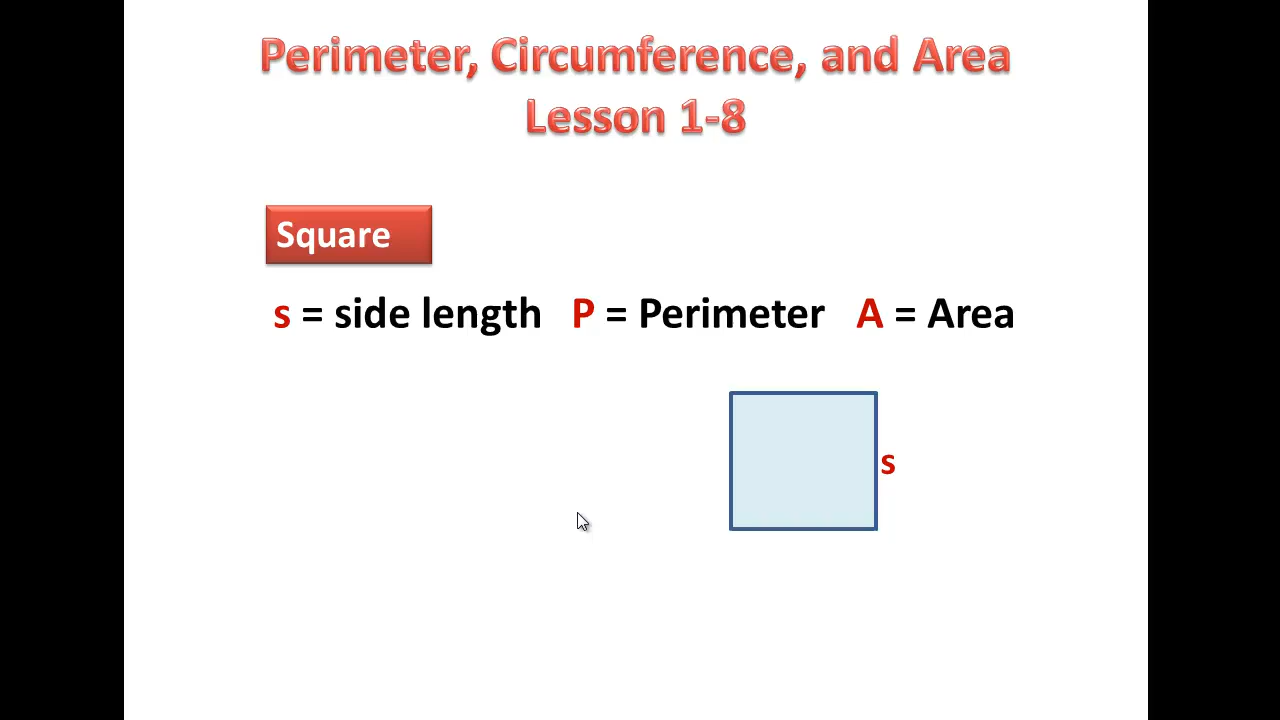 Perimeter, Circumference, and Area
Lesson 1-8
Square
s = side length P = Perimeter A = Area
s